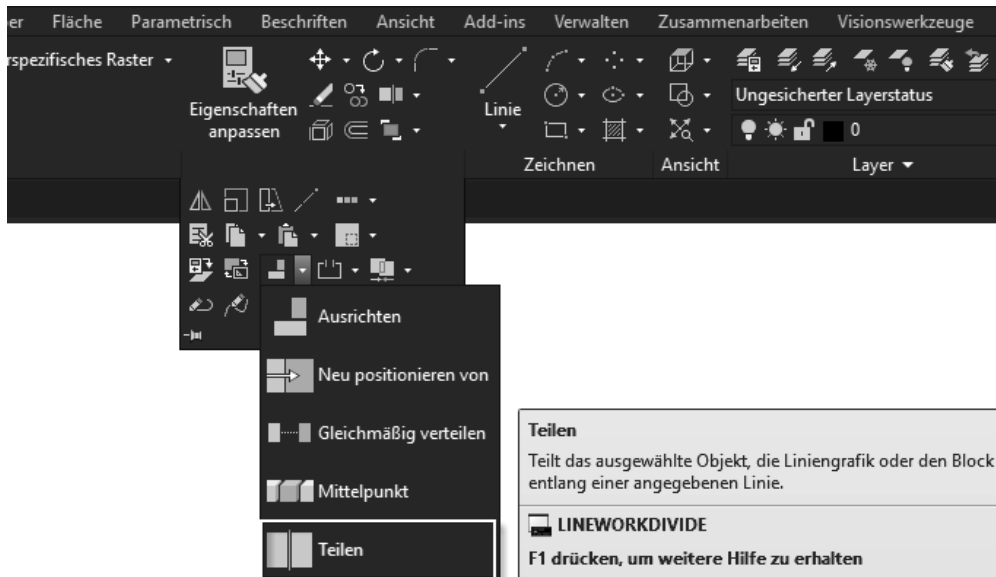 er Fläche Parametrisch Beschriften Ansicht Add-ins Verwalten Zusammenarbeiten Visionswerkzeuge
rspezifisches Raster
Eigenschaften
anpassen
Linie
Ungesicherter Layerstatus
0
Zeichnen Ansicht Layer
Ausrichten
Neu positionieren von
Gleichmäßig verteilen
Mittelpunkt
Teilen
Teilen
Teilt das ausgewählte Objekt, die Liniengrafik oder den Block
entlang einer angegebenen Linie.
LINEWORKDIVIDE
F1 drücken, um weitere Hilfe zu erhalten